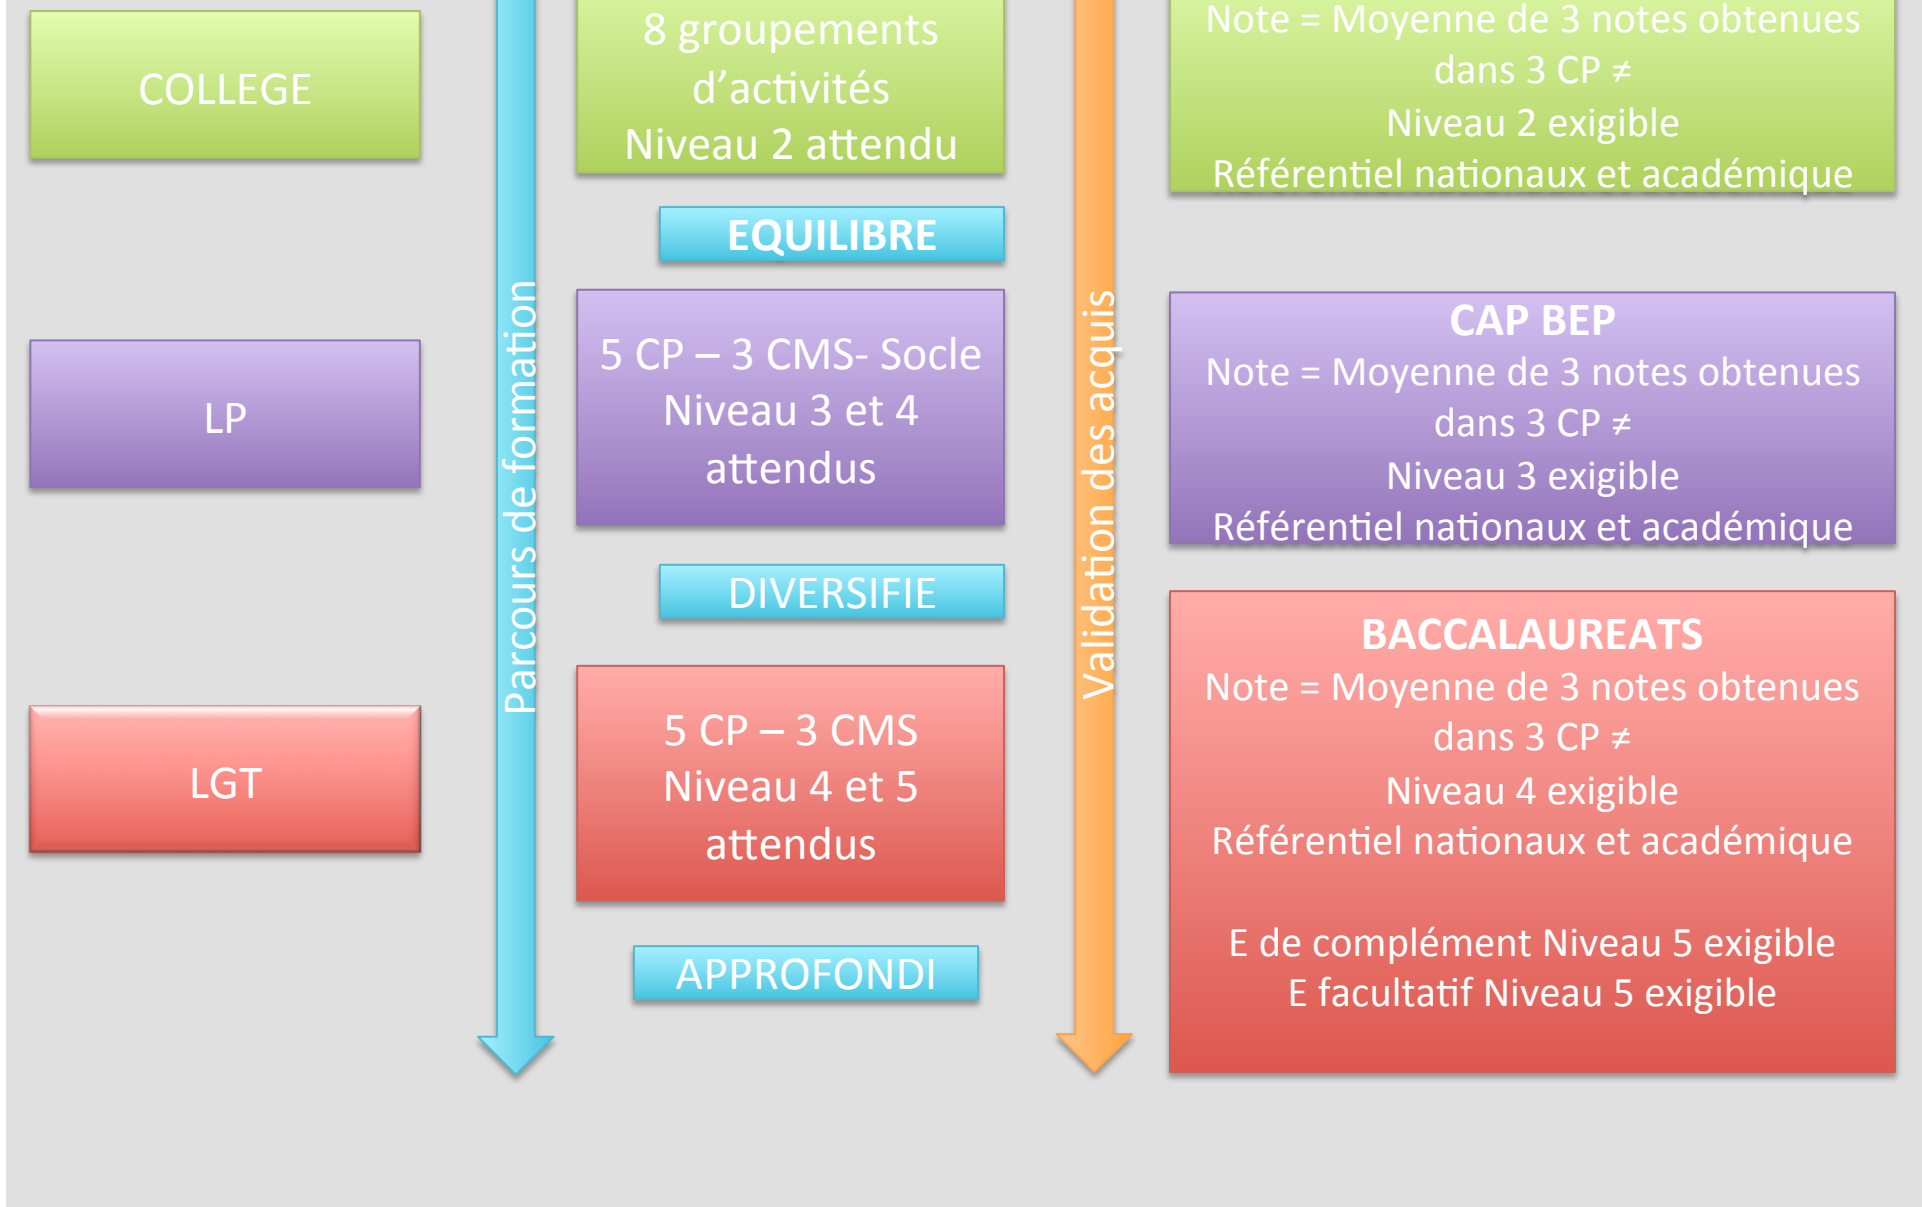 COLLEGE
8 groupements
d'activités
Niveau 2 attendu
Note = Moyenne de 3 notes obtenues
dans 3 CP ≠
Niveau 2 exigible
Référentiel nationaux et académique
EQUILIBRE
Parcours de formation
Validation des acquis
LP
5 CP – 3 CMS- Socle
Niveau 3 et 4
attendus
CAP BEP
Note = Moyenne de 3 notes obtenues
dans 3 CP ≠
Niveau 3 exigible
Référentiel nationaux et académique
DIVERSIFIE
LGT
5 CP – 3 CMS
Niveau 4 et 5
attendus
BACCALAUREATS
Note = Moyenne de 3 notes obtenues
dans 3 CP ≠
Niveau 4 exigible
Référentiel nationaux et académique
E de complément Niveau 5 exigible
E facultatif Niveau 5 exigible
APPROFONDI